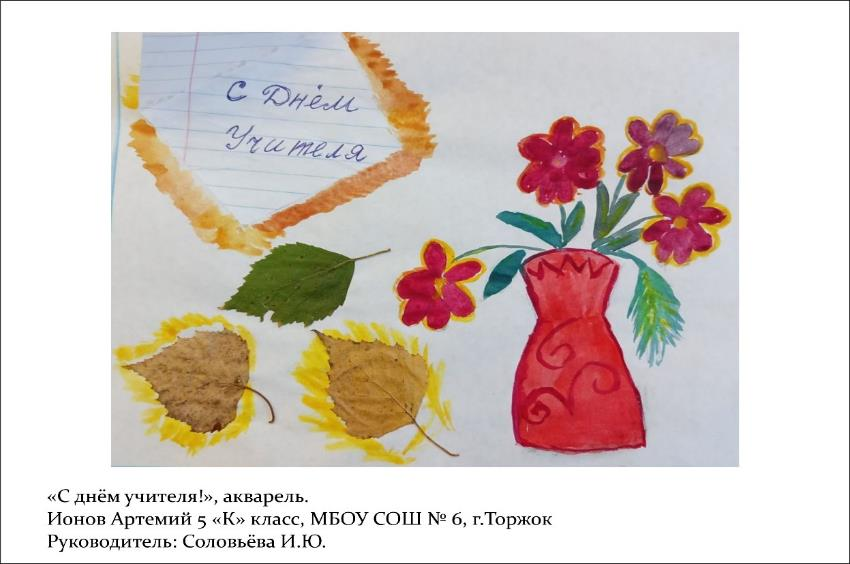 С Днём
Учителя
«С днём учителя!», акварель.
Ионов Артемий 5 «К» класс, МБОУ СОШ № 6, г.Торжок
Руководитель: Соловьёва И.Ю.